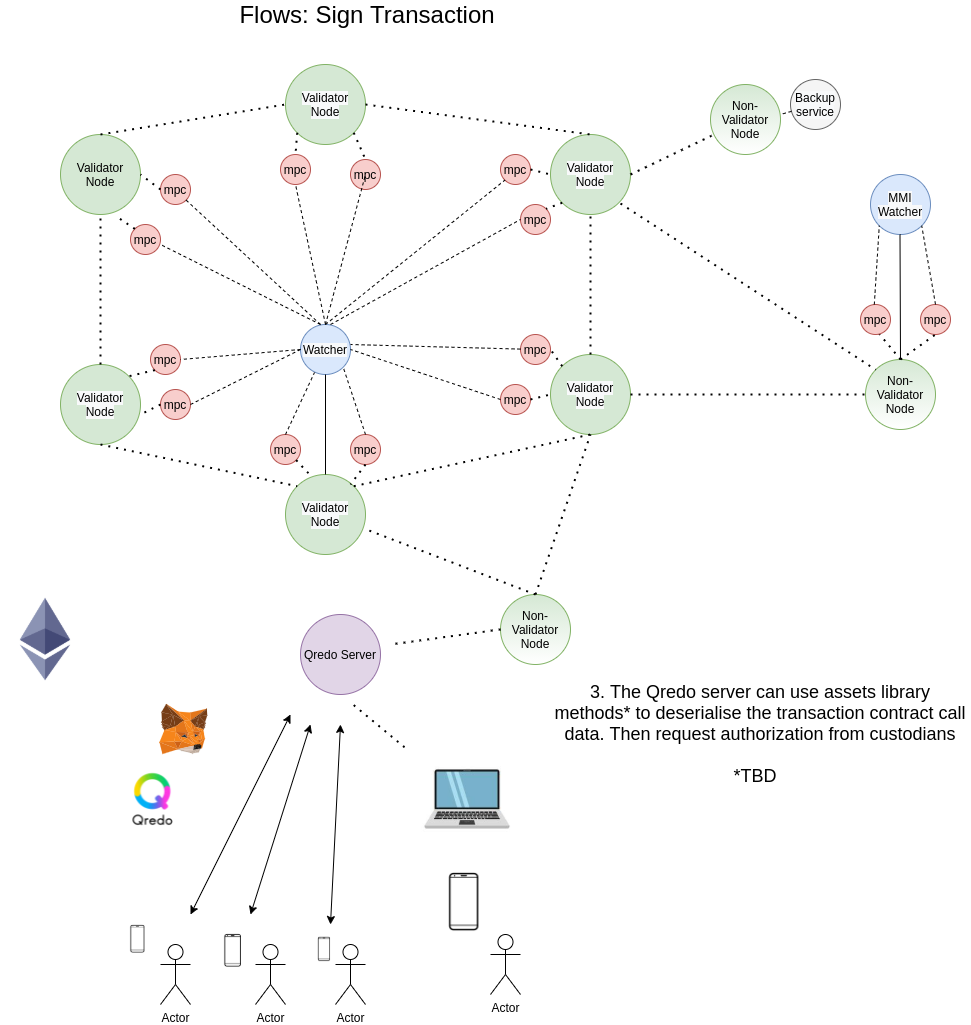 Flows: Sign Transaction
Validator
Node
Non-
Validator
Node
Backup
service
Validator
Node
Validator
Node
mpc
mpc
mpc
mpc
mpc
mpc
MMI
Watcher
mpc
mpc
Watcher
mpc
mpc
Validator
Node
mpc
mpc
mpc
mpc
Validator
Node
Non-
Validator
Node
mpc
mpc
Validator
Node
Non-
Validator
Node
Qredo Server
3. The Qredo server can use assets library
methods* to deserialise the transaction contract call
data. Then request authorization from custodians
*TBD
Qredo
Actor
Actor
Actor
Actor